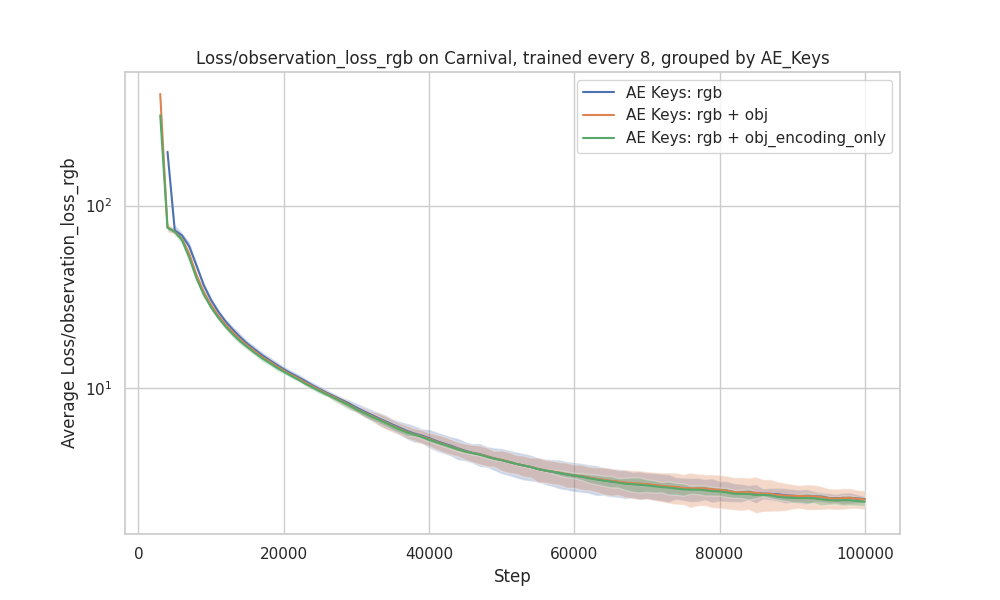 Loss/observation_loss_rgb on Carnival, trained every 8, grouped by AE_Keys
AE Keys: rgb
AE Keys: rgb + obj
AE Keys: rgb + obj_encoding_only
Average Loss/observation_loss_rgb
10²
10¹
0
20000
40000
60000
80000
100000
Step